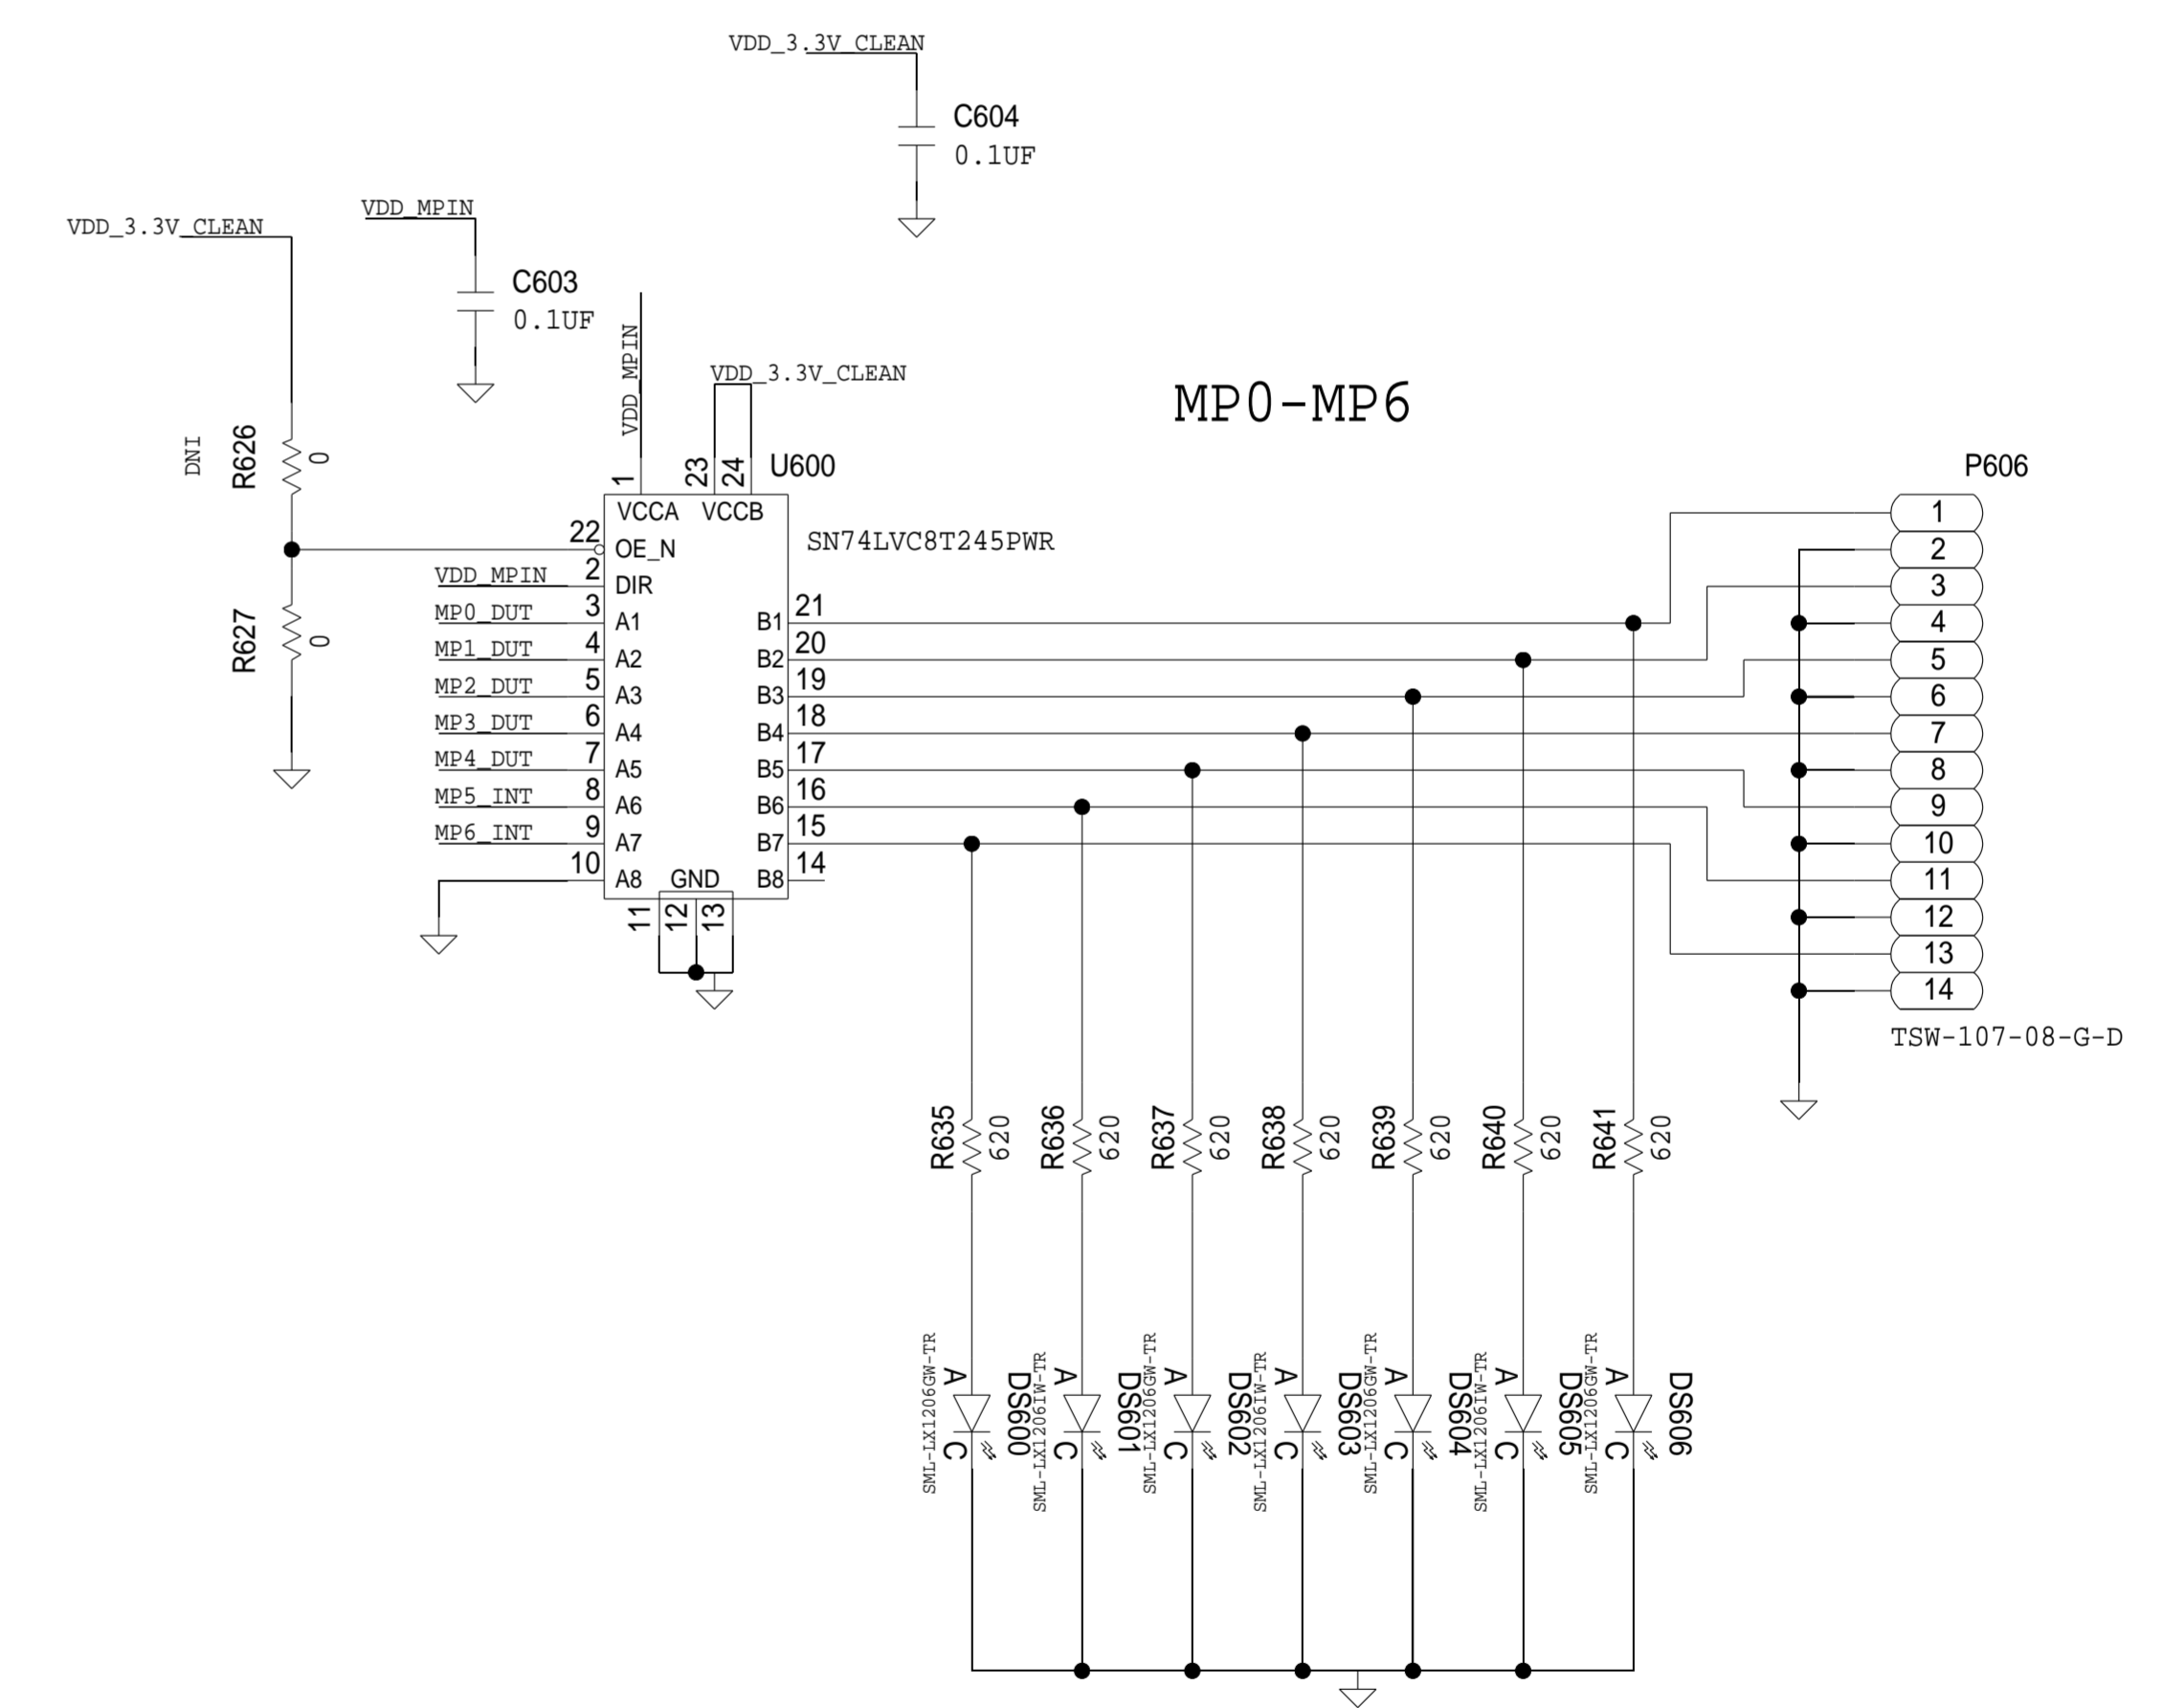 VDD_3.3V_CLEAN
C604
0.1UF
VDD_MPIN
VDD_3.3V_CLEAN
C603
0.1UF
VDD_MPIN
VDD_3.3V_CLEAN
MP0-MP6
DNI
R626
0
1
23
24
U600
P606
VCCA
VCCB
22
OE_N
SN74LVC8T245PWR
VDD_MPIN
2
DIR
R627
0
MP0_DUT
3
A1
B1
21
MP1_DUT
4
A2
B2
20
MP2_DUT
5
A3
B3
19
MP3_DUT
6
A4
B4
18
MP4_DUT
7
A5
B5
17
MP5_INT
8
A6
B6
16
MP6_INT
9
A7
B7
15
10
A8
GND
B8
14
11
12
13
1
2
3
4
5
6
7
8
9
10
11
12
13
14
TSW-107-08-G-D
R635
620
R636
620
R637
620
R638
620
R639
620
R640
620
R641
620
SML-LX1206GW-TR
A
C
DS600
SML-LX1206IW-TR
A
C
DS601
SML-LX1206GW-TR
A
C
DS602
SML-LX1206IW-TR
A
C
DS603
SML-LX1206GW-TR
A
C
DS604
SML-LX1206IW-TR
A
C
DS605
SML-LX1206GW-TR
A
C
DS606